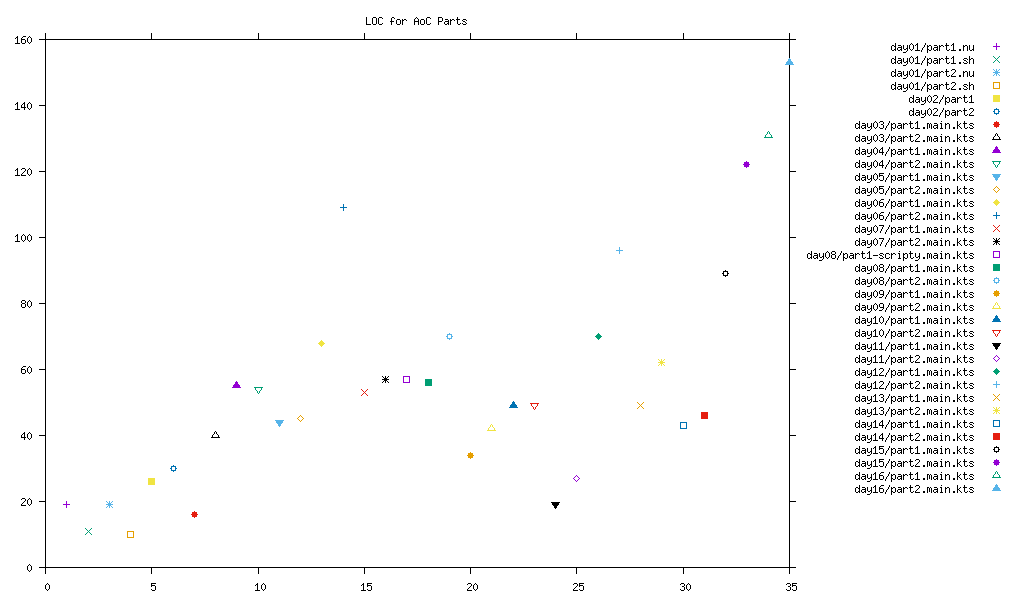 LOC for AoC Parts
160
140
120
100
80
60
40
20
0
0 5 10 15 20 25 30 35
day01/part1.nu
day01/part1.sh
day01/part2.nu
day01/part2.sh
day02/part1
day02/part2
day03/part1.main.kts
day03/part2.main.kts
day04/part1.main.kts
day04/part2.main.kts
day05/part1.main.kts
day05/part2.main.kts
day06/part1.main.kts
day06/part2.main.kts
day07/part1.main.kts
day07/part2.main.kts
day08/part1-scripty.main.kts
day08/part1.main.kts
day08/part2.main.kts
day09/part1.main.kts
day09/part2.main.kts
day10/part1.main.kts
day10/part2.main.kts
day11/part1.main.kts
day11/part2.main.kts
day12/part1.main.kts
day12/part2.main.kts
day13/part1.main.kts
day13/part2.main.kts
day14/part1.main.kts
day14/part2.main.kts
day15/part1.main.kts
day15/part2.main.kts
day16/part1.main.kts
day16/part2.main.kts